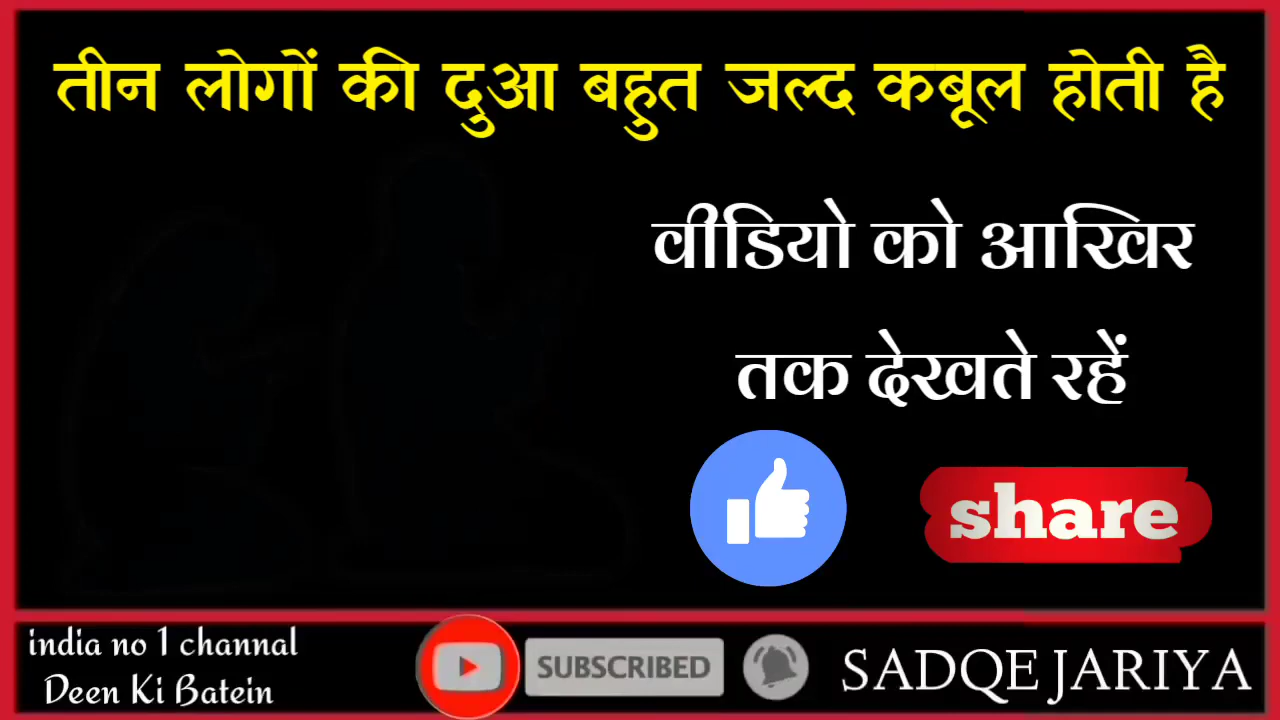 तीन लोगों की दुआ बहुत जल्द कबूल होती है
वीडियो को आखिर
तक देखते रहें
share
india no 1 channal
Deen Ki Batein
SUBSCRIBED
SADQE JARIYA